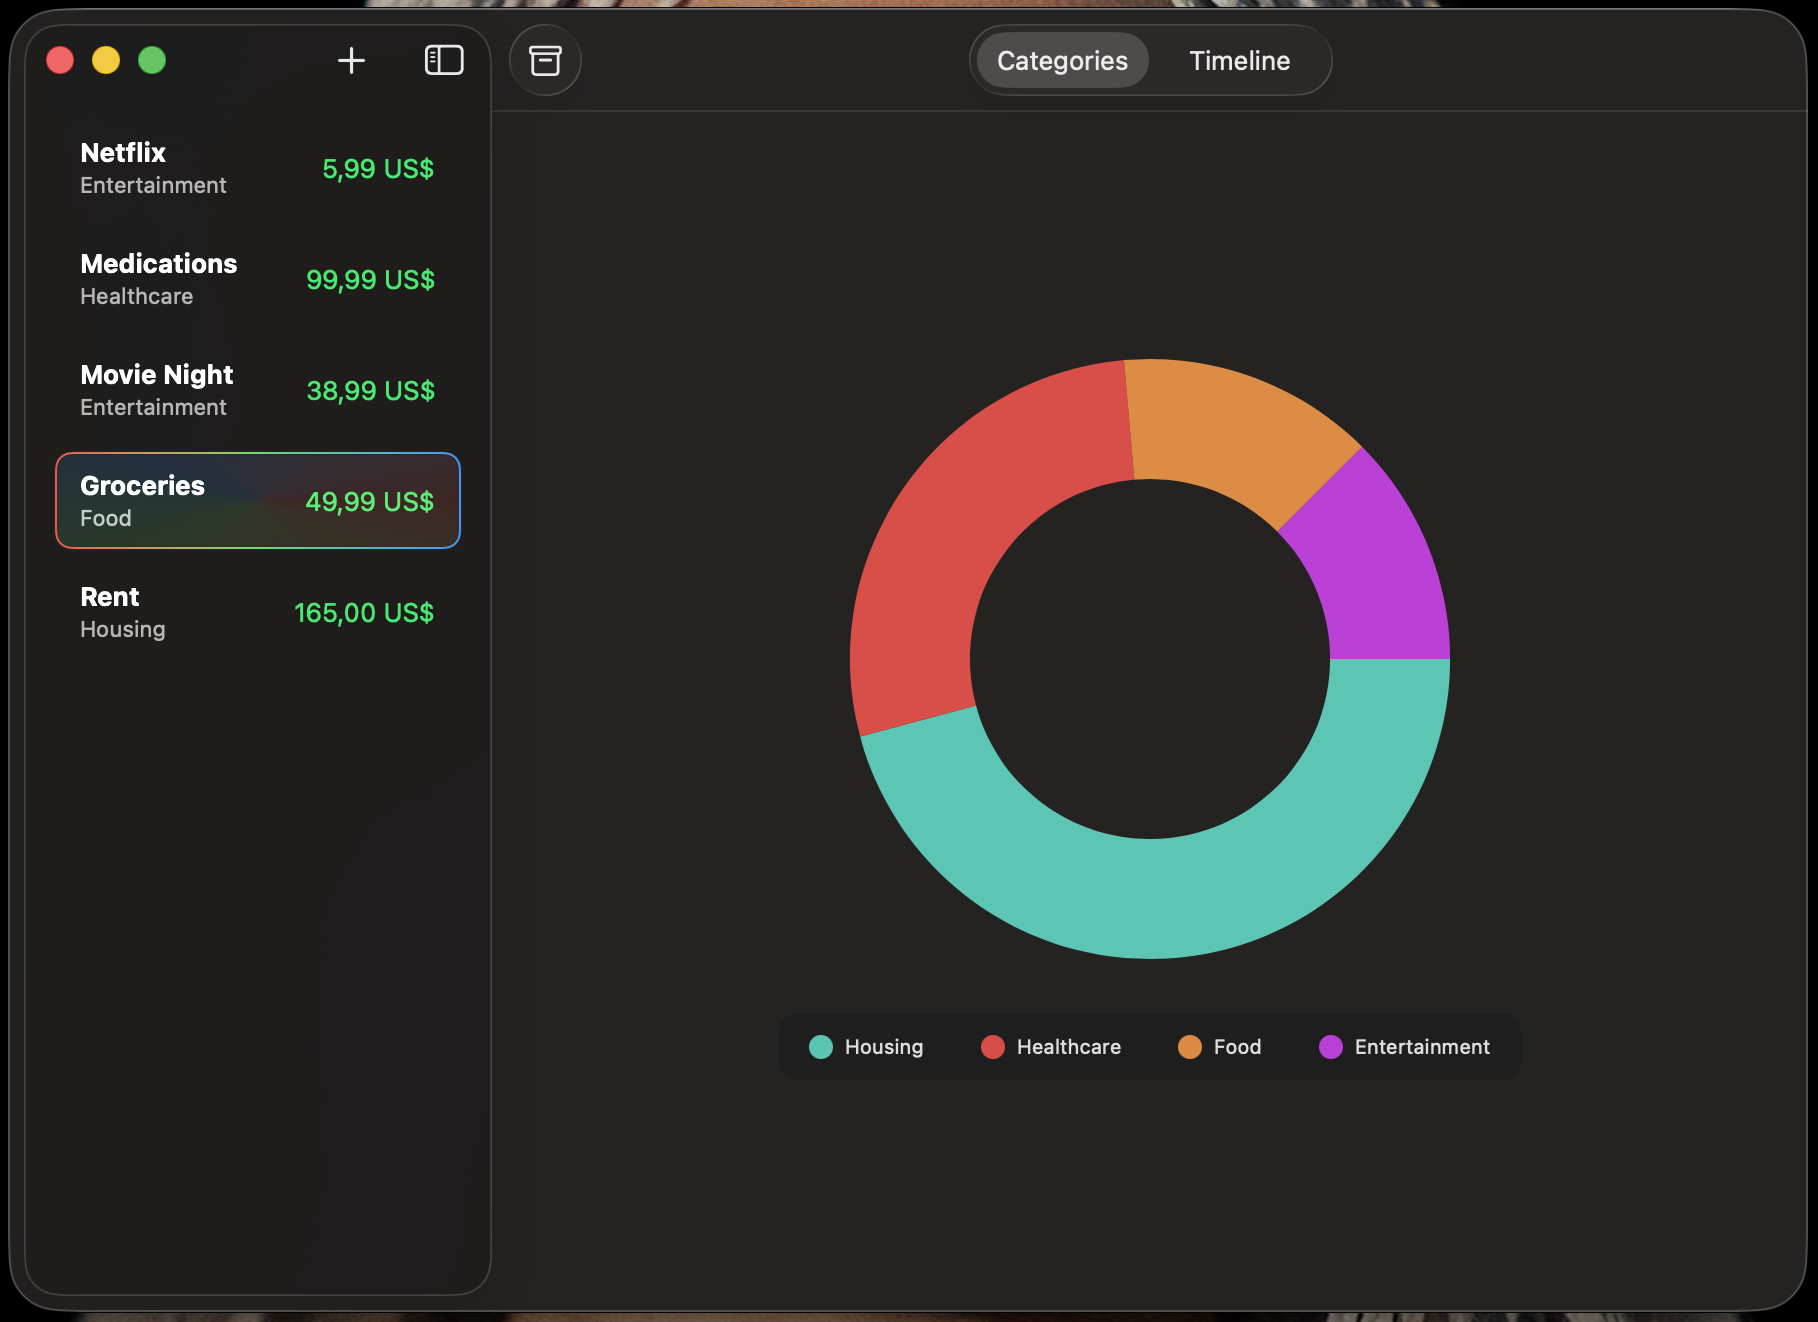 Categories
Timeline
Netflix
Entertainment
5,99 US$
Medications
Healthcare
99,99 US$
Movie Night
Entertainment
38,99 US$
Groceries
Food
49,99 US$
Rent
Housing
165,00 US$
Housing
Healthcare
Food
Entertainment